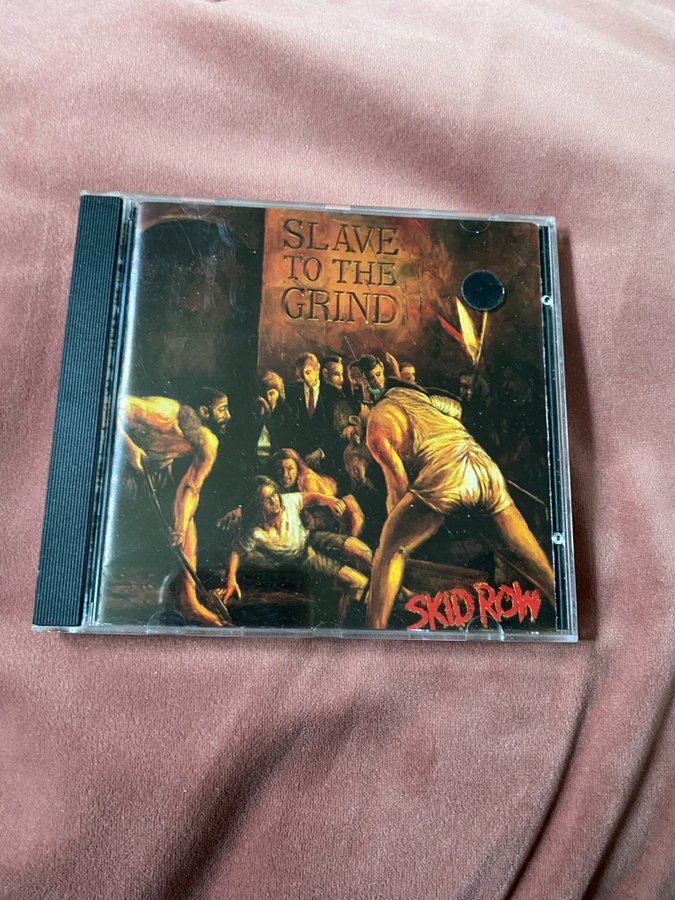 SLAVE
TO THE
GRIND
SKID ROW